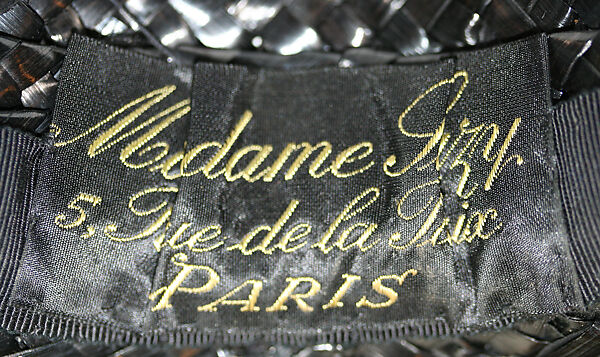 Madame Suzy
5, Rue de la Paix
PARIS